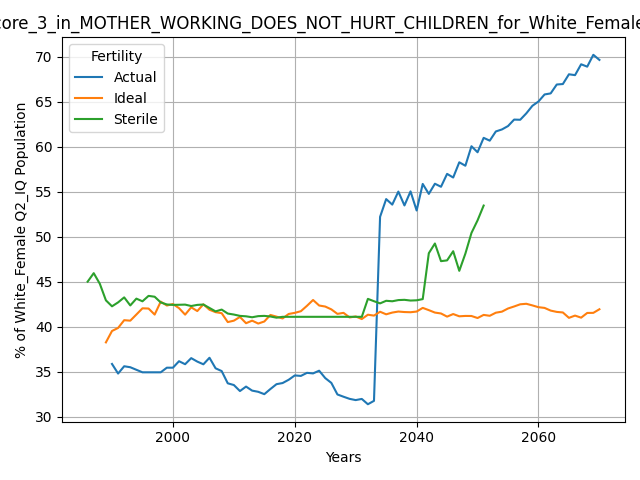 core_3_in_MOTHER_WORKING_DOES_NOT_HURT_CHILDREN_for_White_Female
Fertility
Actual
Ideal
Sterile
% of White_Female Q2_IQ Population
70
65
60
55
50
45
40
35
30
2000
2020
2040
2060
Years